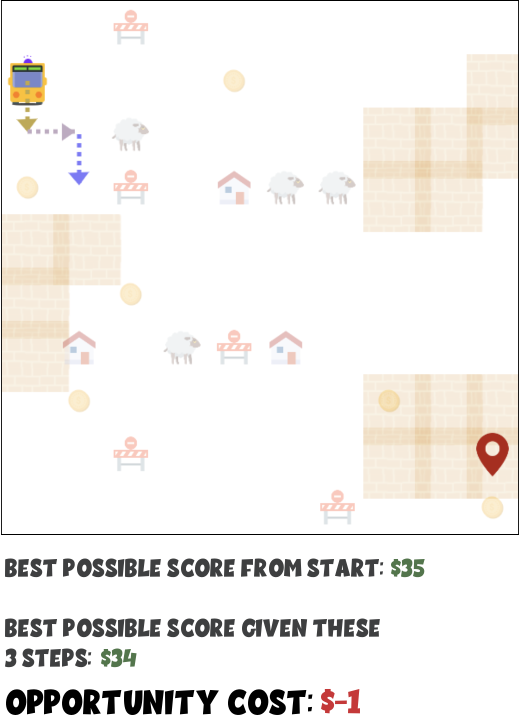 BEST POSSIBLE SCORE FROM START: $35
BEST POSSIBLE SCORE GIVEN THESE
3 STEPS: $34
OPPORTUNITY COST: $-1